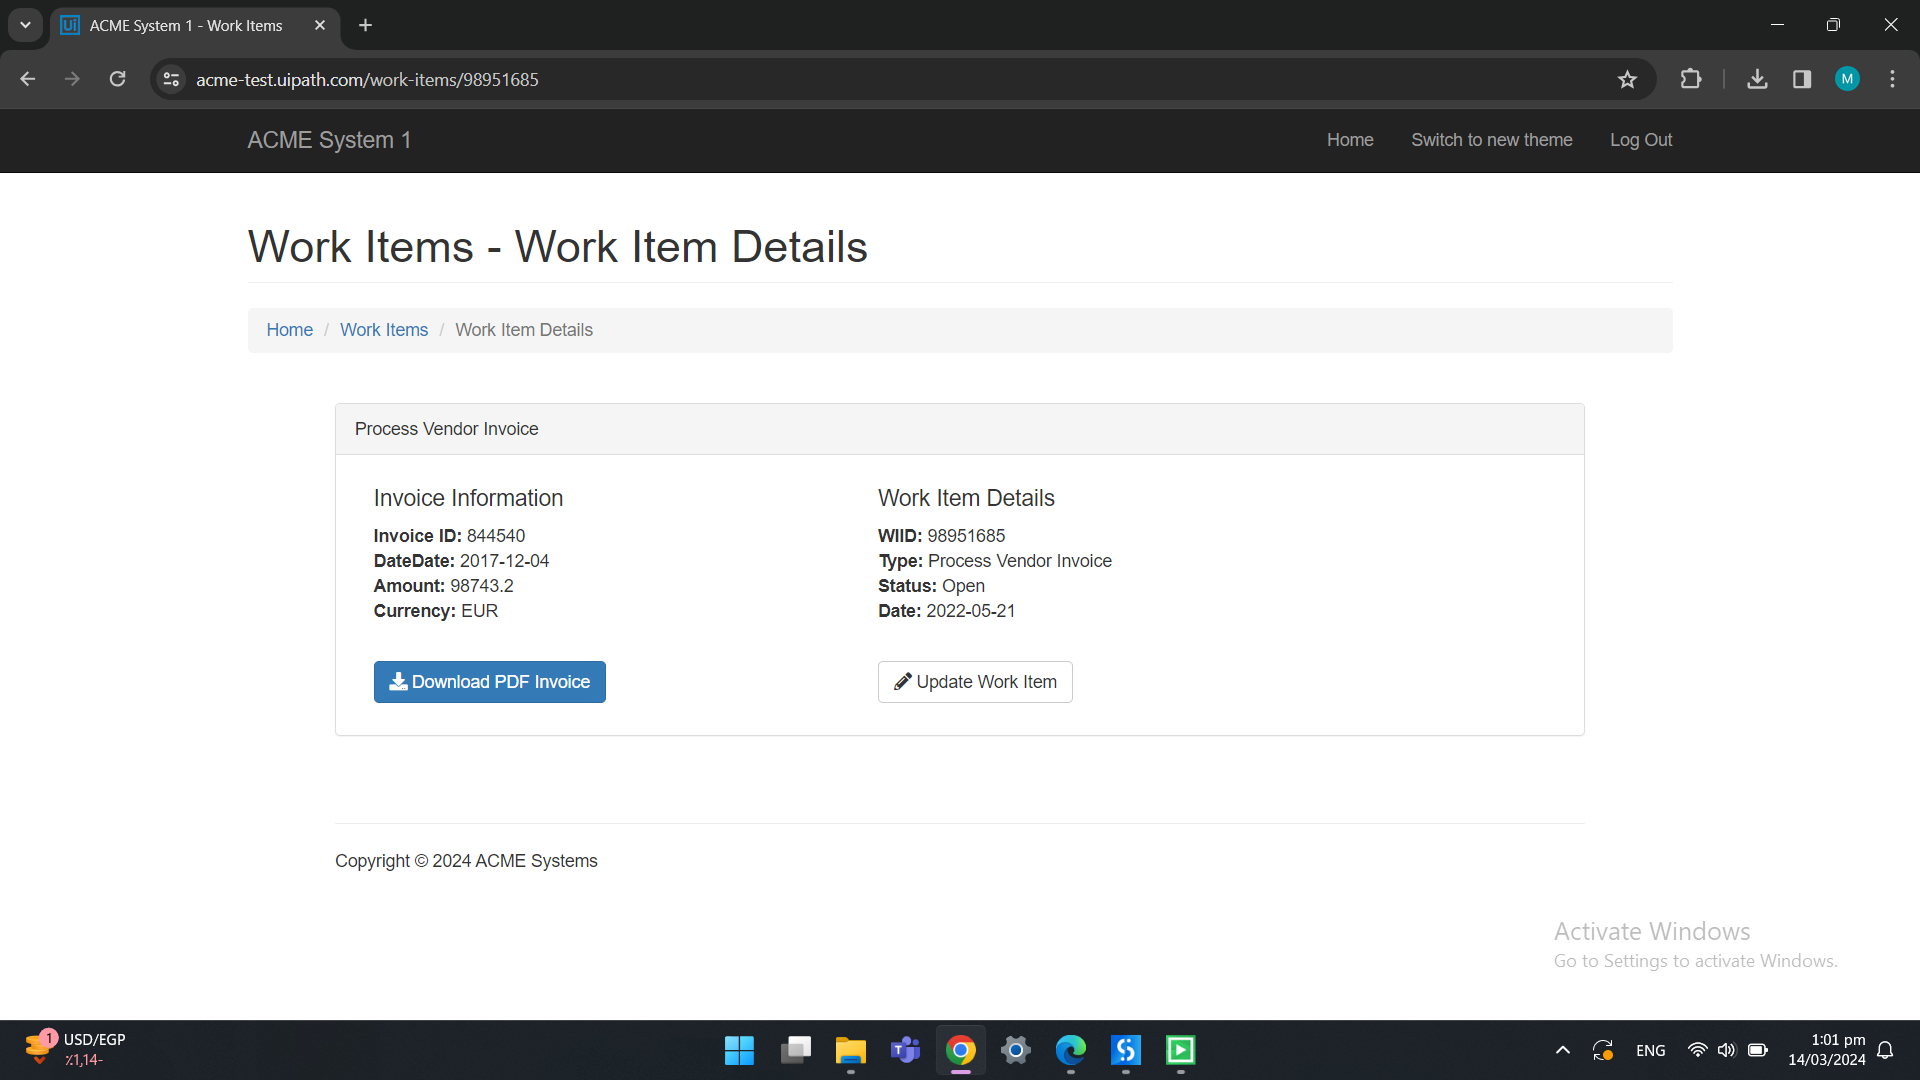 ACME System 1 - Work Items
acme-test.uipath.com/work-items/98951685
M
ACME System 1
Home
Switch to new theme
Log Out
Work Items - Work Item Details
Home / Work Items / Work Item Details
Process Vendor Invoice
Invoice Information
Invoice ID: 844540
DateDate: 2017-12-04
Amount: 98743.2
Currency: EUR
Download PDF Invoice
Work Item Details
WIID: 98951685
Type: Process Vendor Invoice
Status: Open
Date: 2022-05-21
Update Work Item
Copyright © 2024 ACME Systems
Activate Windows
Go to Settings to activate Windows.
1
USD/EGP
٪1,14-
ENG
1:01 pm
14/03/2024